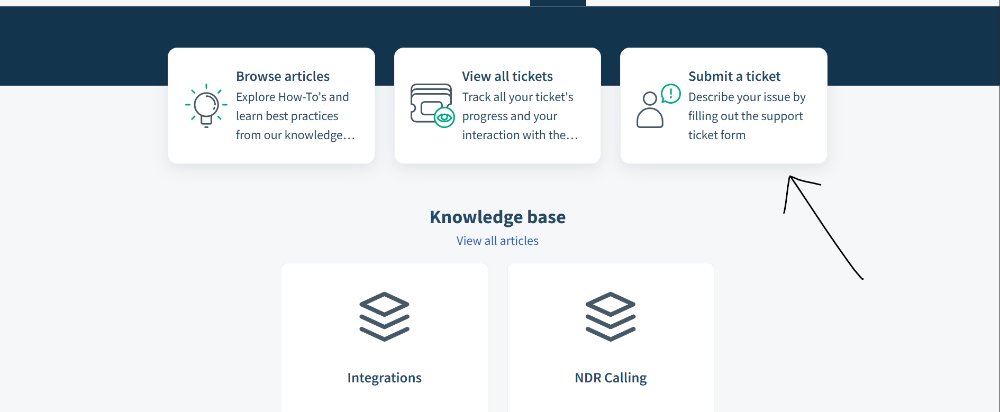 Browse articles
Explore How-To's and
learn best practices
from our knowledge...
View all tickets
Track all your ticket's
progress and your
interaction with the...
Submit a ticket
Describe your issue by
filling out the support
ticket form
Knowledge base
View all articles
Integrations
NDR Calling